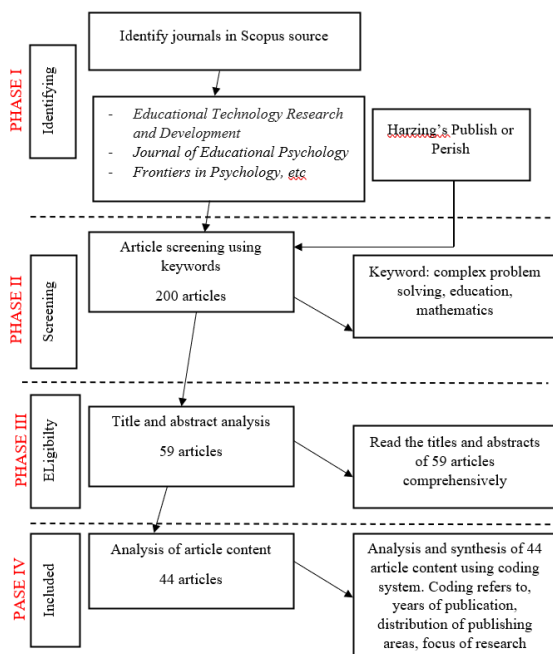 PHASE I
Identifying
Identify journals in Scopus source
- Educational Technology Research
and Development
- Journal of Educational Psychology
- Frontiers in Psychology, etc
Harzing's Publish or
Perish
PHASE II
Screening
Article screening using
keywords
200 articles
Keyword: complex problem
solving, education,
mathematics
PHASE III
ELigibilty
Title and abstract analysis
59 articles
Read the titles and abstracts
of 59 articles
comprehensively
PASE IV
Included
Analysis of article content
44 articles
Analysis and synthesis of 44
article content using coding
system. Coding refers to,
years of publication,
distribution of publishing
areas, focus of research